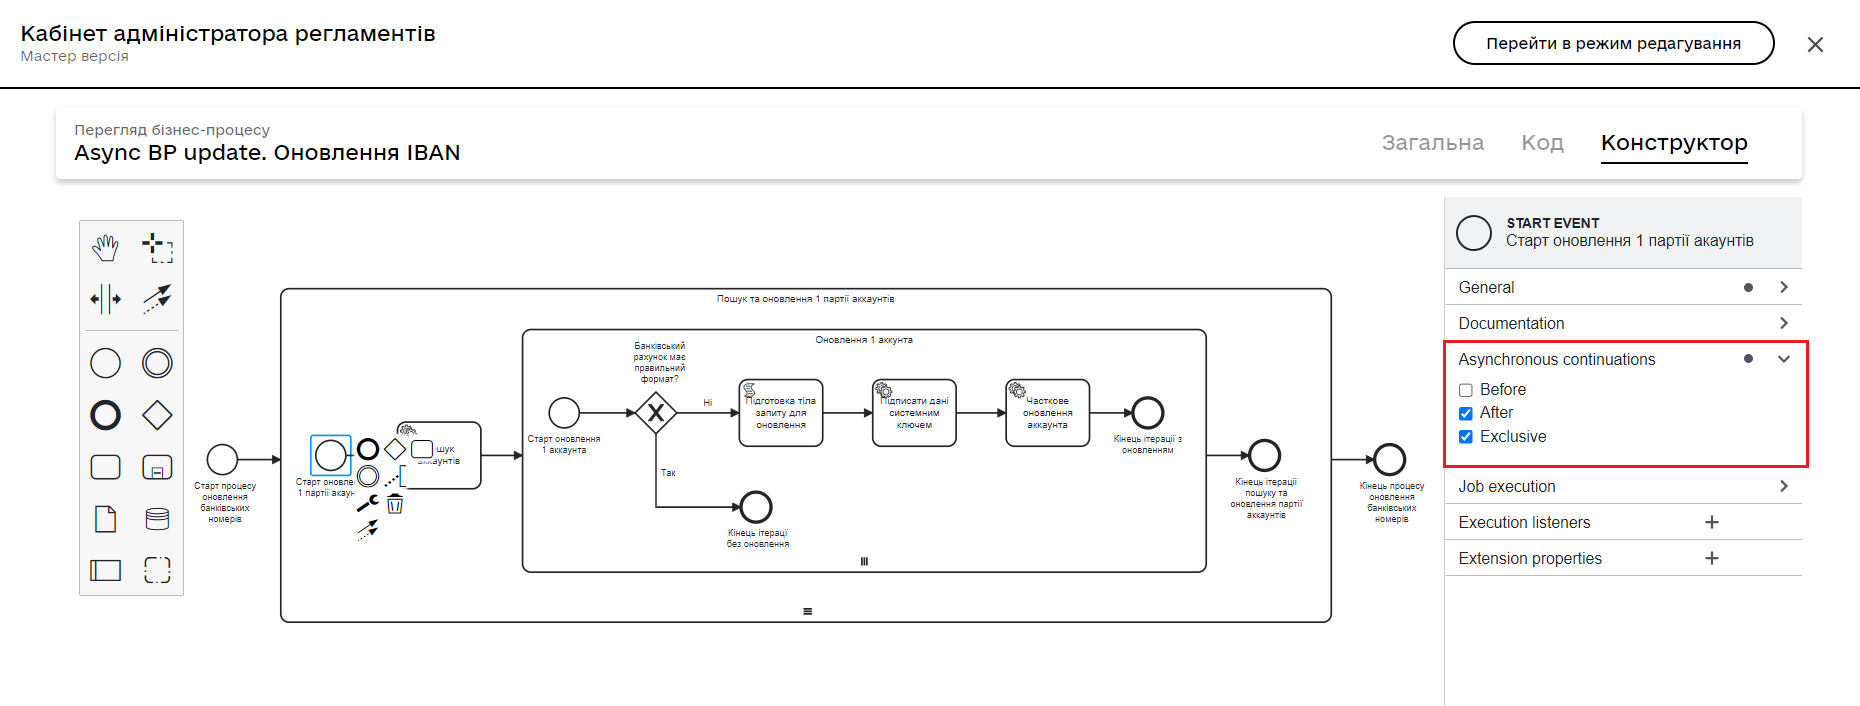 Кабінет адміністратора регламентів
Мастер версія
Перейти в режим редагування
Перегляд бізнес-процесу
Async BP update. Оновлення IBAN
Загальна
Код
Конструктор
START EVENT
Старт оновлення 1 партії акаунтів
General
Documentation
Asynchronous continuations
Before
After
Exclusive
Job execution
Execution listeners
Extension properties
Пошук та оновлення 1 партії аккаунтів
Оновлення 1 аккунта
Банківський
рахунок має
правильний
формат?
Ні
Так
Підготовка тіла
запиту для
оновлення
Підписати дані
системним
ключем
Часткове
оновлення
аккаунта
Старт оновлення
1 аккаунта
Кінець ітерації з
оновленням
Старт процесу
оновлення
банківських
номерів
Старт оновле
1 партії акаун
шук
аунтів
Кінець ітерації
пошуку та
оновлення партії
аккаунтів
Кінець процесу
оновлення
банківських
номерів
Кінець ітерації
без оновлення